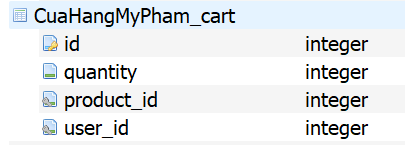 CuaHangMyPham_cart
id integer
quantity integer
product_id integer
user_id integer